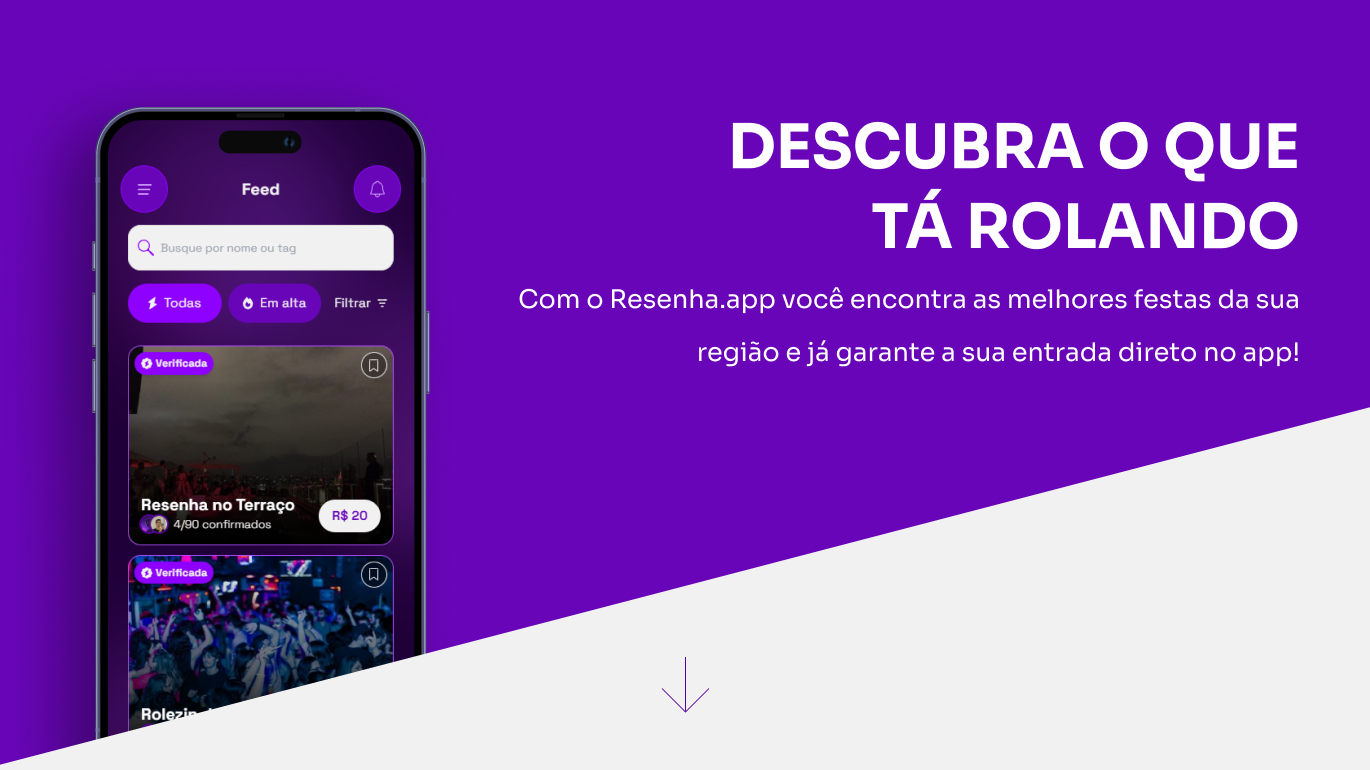 DESCUBRA O QUE
TÁ ROLANDO
Com o Resenha.app você encontra as melhores festas da sua
região e já garante a sua entrada direto no app!
Feed
Busque por nome ou tag
Todas
Em alta
Filtrar
Verificada
Resenha no Terraço
4/90 confirmados
R$ 20
Verificada